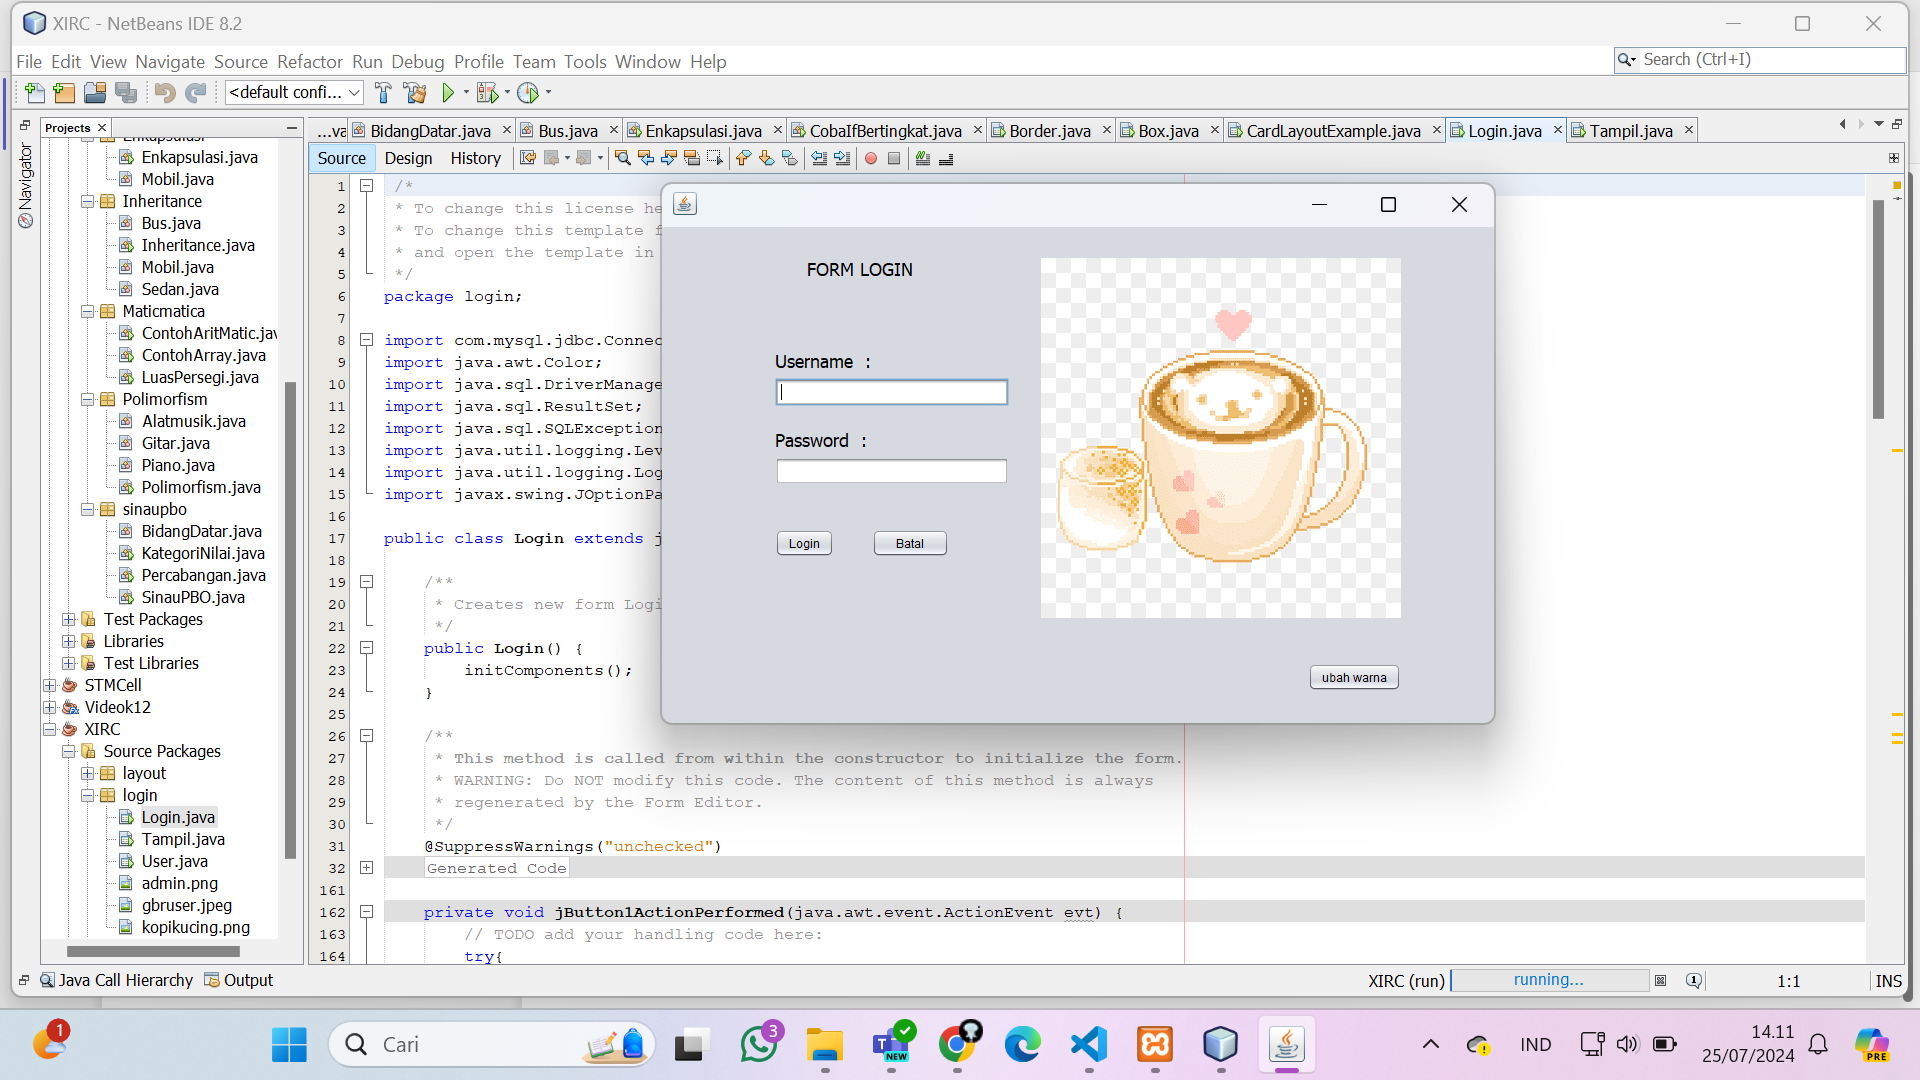 XIRC - NetBeans IDE 8.2
File Edit View Navigate Source Refactor Run Debug Profile Team Tools Window Help
Search (Ctrl+I)
<default confi...
Projects
Navigator
Enkapsulasi.java
Mobil.java
Inheritance
Bus.java
Inheritance.java
Mobil.java
Sedan.java
Maticmatica
ContohAritMatic.jav
ContohArray.java
LuasPersegi.java
Polimorfism
Alatmusik.java
Gitar.java
Piano.java
Polimorfism.java
sinaupbo
BidangDatar.java
KategoriNilai.java
Percabangan.java
SinauPBO.java
Test Packages
Libraries
Test Libraries
STMCell
Videok12
XIRC
Source Packages
layout
login
Login.java
Tampil.java
User.java
admin.png
gbruser.jpeg
kopikucing.png
...va BidangDatar.java Bus.java Enkapsulasi.java CobaIfBertingkat.java Border.java Box.java CardLayoutExample.java Login.java Tampil.java
Source Design History
1 /*
2 * To change this license he
3 * To change this template f
4 * and open the template in
5 */
6 package login;
7
8 import com.mysql.jdbc.Connec
9 import java.awt.Color;
10 import java.sql.DriverManage
11 import java.sql.ResultSet;
12 import java.sql.SQLException
13 import java.util.logging.Lev
14 import java.util.logging.Log
15 import javax.swing.JOptionPa
16
17 public class Login extends j
18
19 /**
20 * Creates new form Logi
21 */
22 public Login() {
23 initComponents();
24 }
25
26 /**
27 * This method is called from within the constructor to initialize the form.
28 * WARNING: Do NOT modify this code. The content of this method is always
29 * regenerated by the Form Editor.
30 */
31 @SuppressWarnings("unchecked")
32 Generated Code
161
162 private void jButton1ActionPerformed(java.awt.event.ActionEvent evt) {
163 // TODO add your handling code here:
164 try{
FORM LOGIN
Username :
Password :
Login
Batal
ubah warna
Java Call Hierarchy
Output
XIRC (run)
running...
1:1
INS
1
Cari
3
NEW
IND
14.11
25/07/2024
PRE